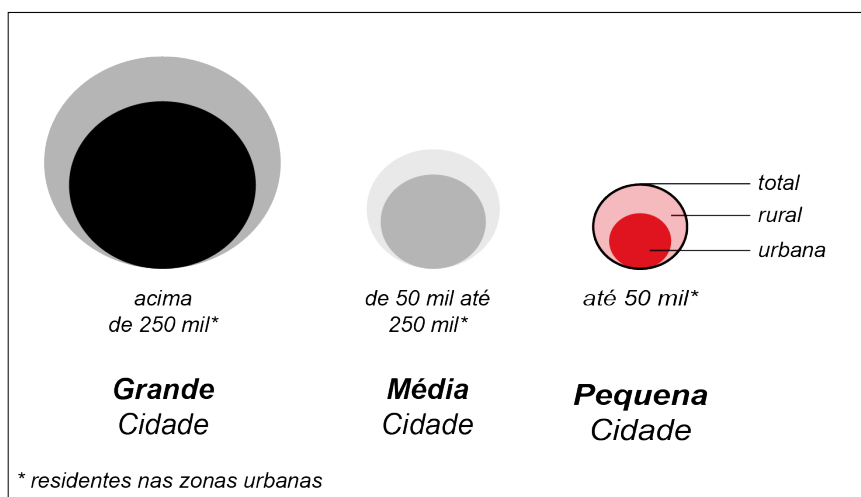 total
rural
urbana
acima
de 250 mil*
de 50 mil até
250 mil*
até 50 mil*
Grande
Cidade
Média
Cidade
Pequena
Cidade
* residentes nas zonas urbanas